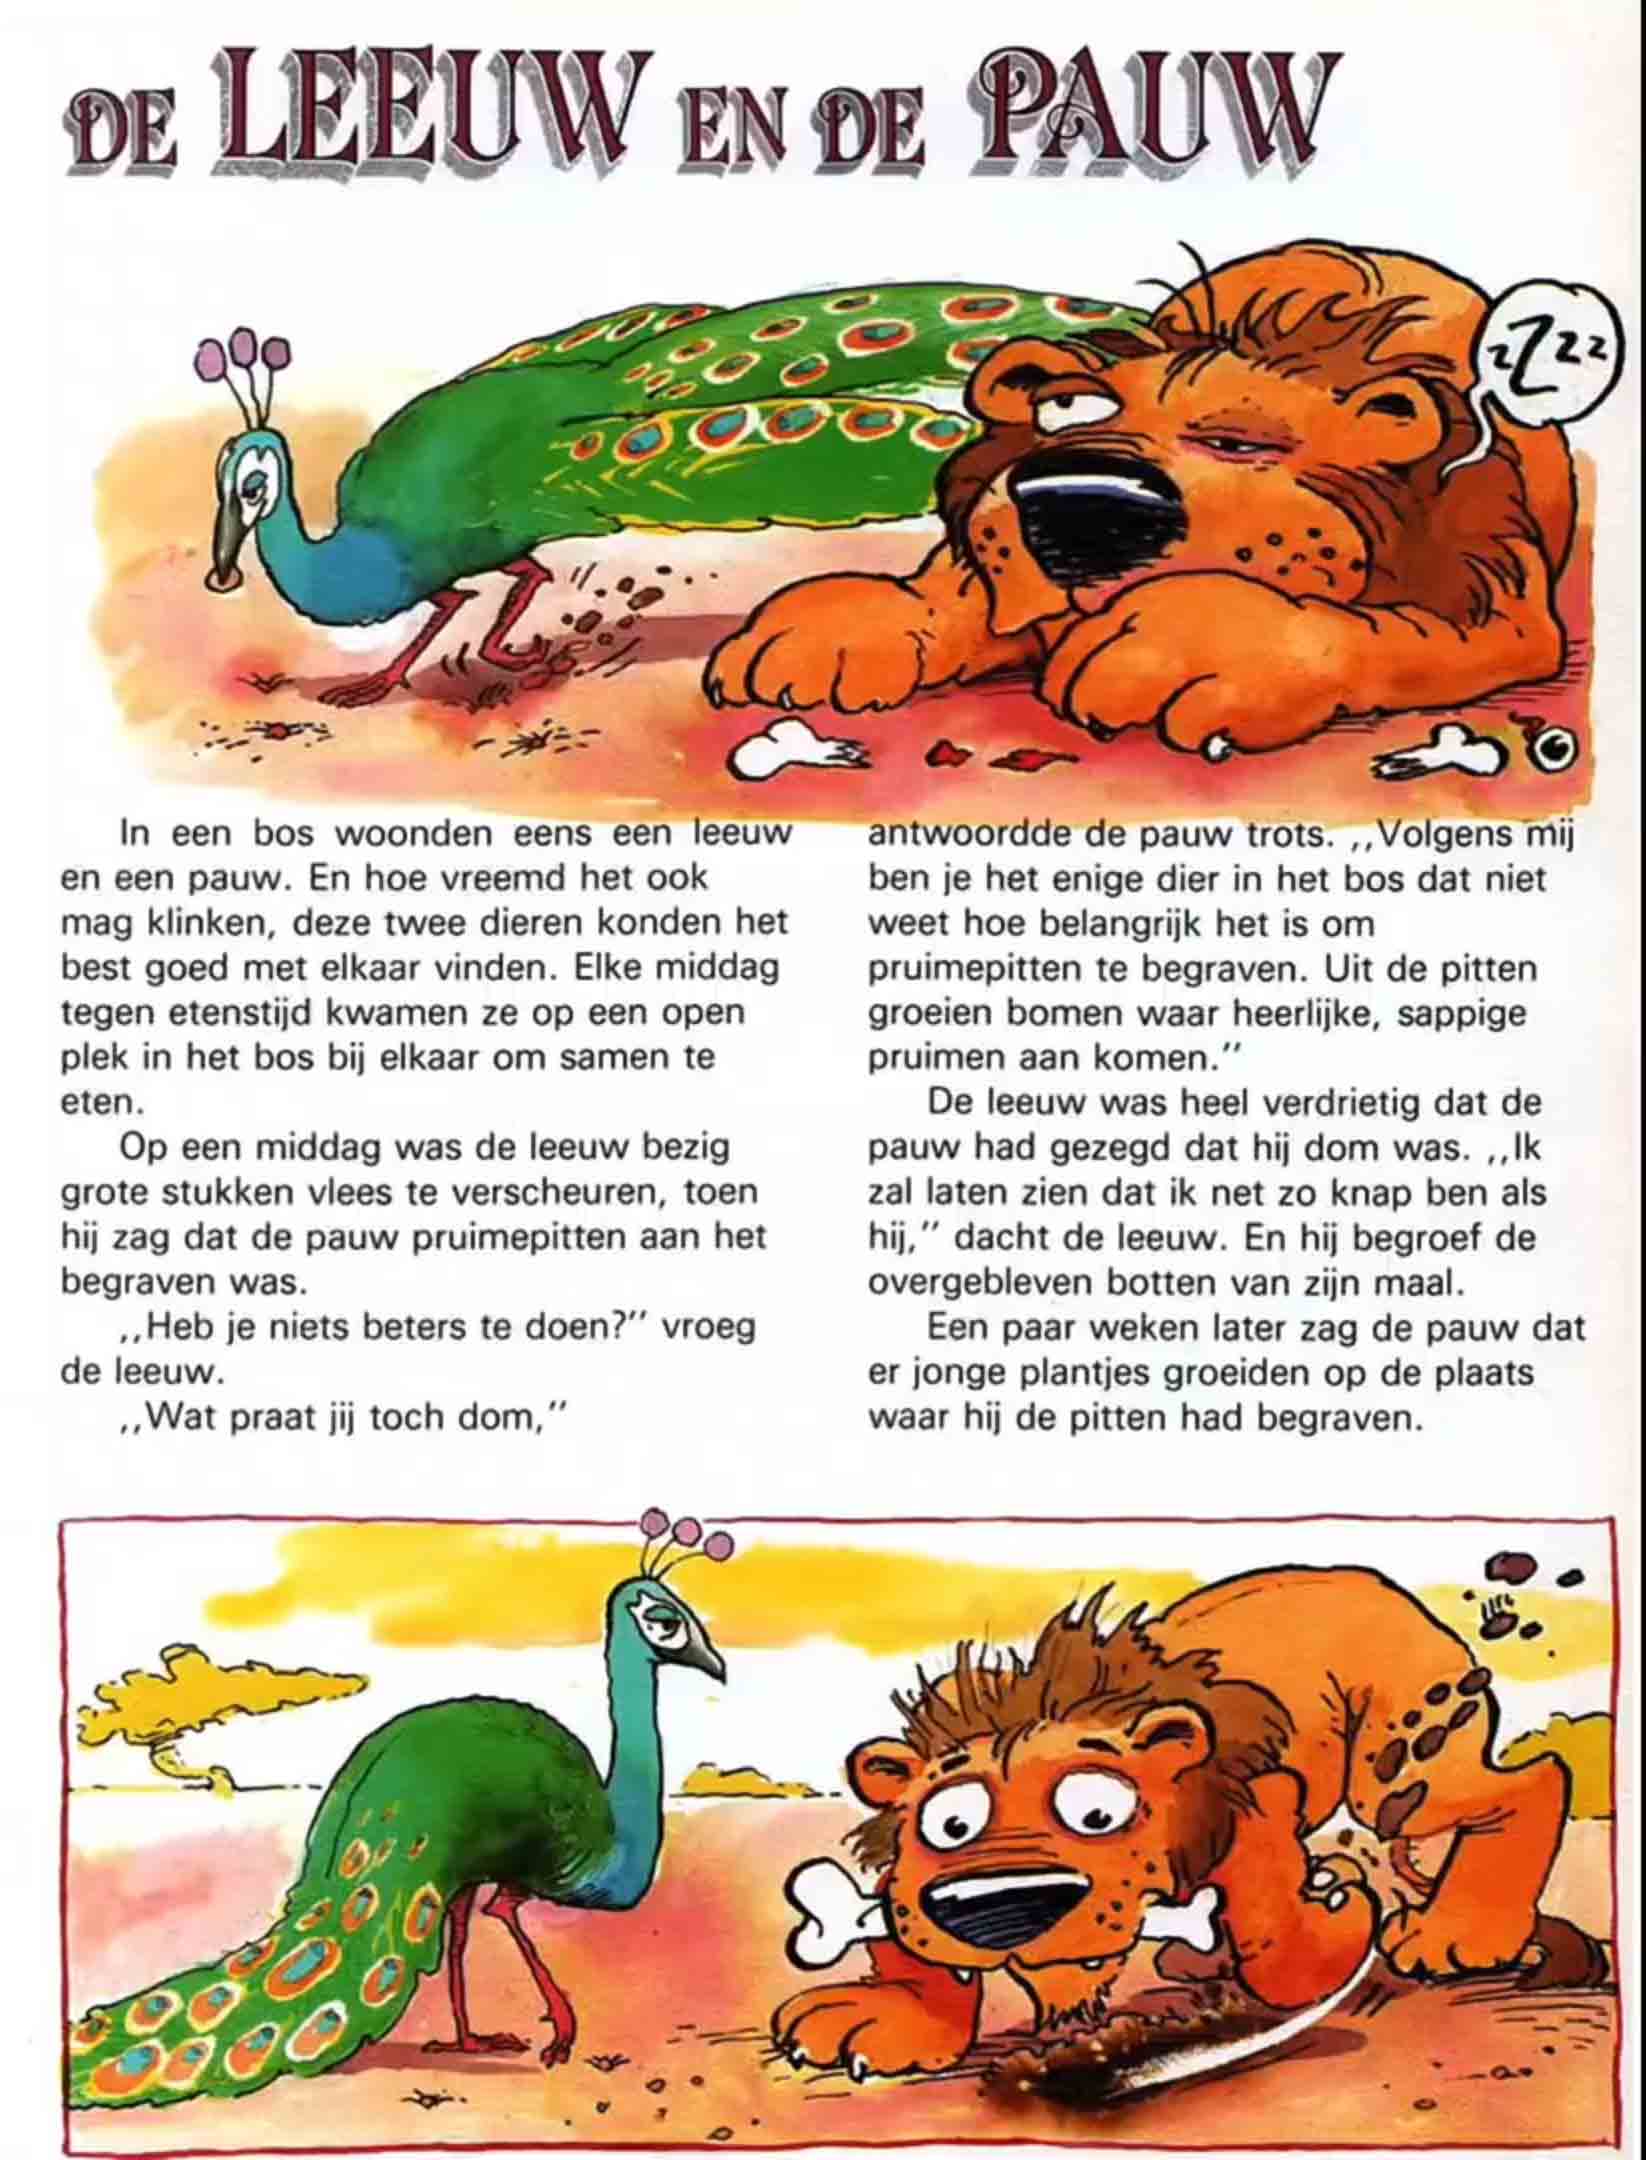 DE LEEUW EN DE PAUW
zZzz
In een bos woonden eens een leeuw
en een pauw. En hoe vreemd het ook
mag klinken, deze twee dieren konden het
best goed met elkaar vinden. Elke middag
tegen etenstijd kwamen ze op een open
plek in het bos bij elkaar om samen te
eten.
Op een middag was de leeuw bezig
grote stukken vlees te verscheuren, toen
hij zag dat de pauw pruimepitten aan het
begraven was.
,,Heb je niets beters te doen?'' vroeg
de leeuw.
,,Wat praat jij toch dom,''
antwoordde de pauw trots. ,,Volgens mij
ben je het enige dier in het bos dat niet
weet hoe belangrijk het is om
pruimepitten te begraven. Uit de pitten
groeien bomen waar heerlijke, sappige
pruimen aan komen.''
De leeuw was heel verdrietig dat de
pauw had gezegd dat hij dom was. ,,Ik
zal laten zien dat ik net zo knap ben als
hij,'' dacht de leeuw. En hij begroef de
overgebleven botten van zijn maal.
Een paar weken later zag de pauw dat
er jonge plantjes groeiden op de plaats
waar hij de pitten had begraven.